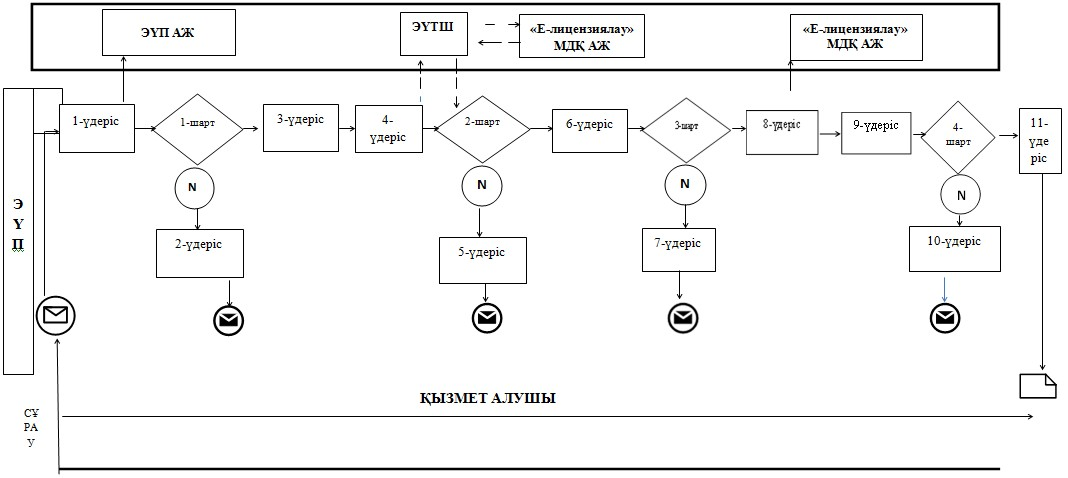 ЭҮП АЖ
ЭҮТШ
«Е-лицензиялау»
МДҚ АЖ
«Е-лицензиялау»
МДҚ АЖ
1-үдеріс
1-шарт
3-үдеріс
4-
үдеріс
2-шарт
6-үдеріс
3-шарт
8-үдеріс
9-үдеріс
4-
шарт
11-
үде
ріс
N
N
N
N
Э
Ү
П
2-үдеріс
5-үдеріс
7-үдеріс
10-үдеріс
ҚЫЗМЕТ АЛУШЫ
СҰ
РА
У